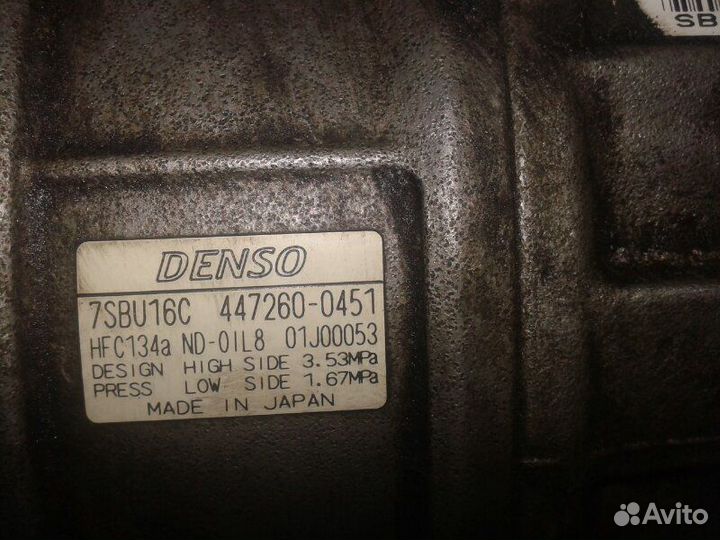 SB
DENSO
7SBU16C 447260-0451
HFC134a ND-OIL8 01J00053
DESIGN HIGH SIDE 3.53MPa
PRESS LOW SIDE 1.67MPa
MADE IN JAPAN
Avito